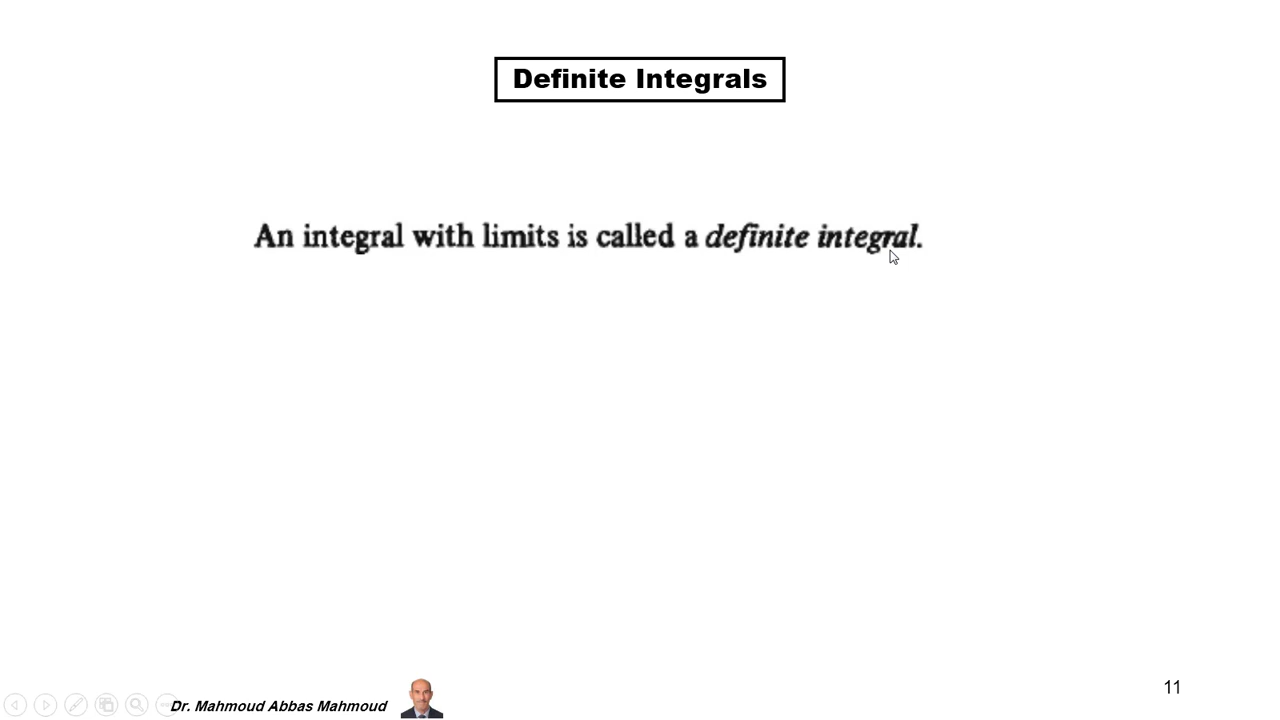 Definite Integrals
An integral with limits is called a definite integral.
Dr. Mahmoud Abbas Mahmoud
11